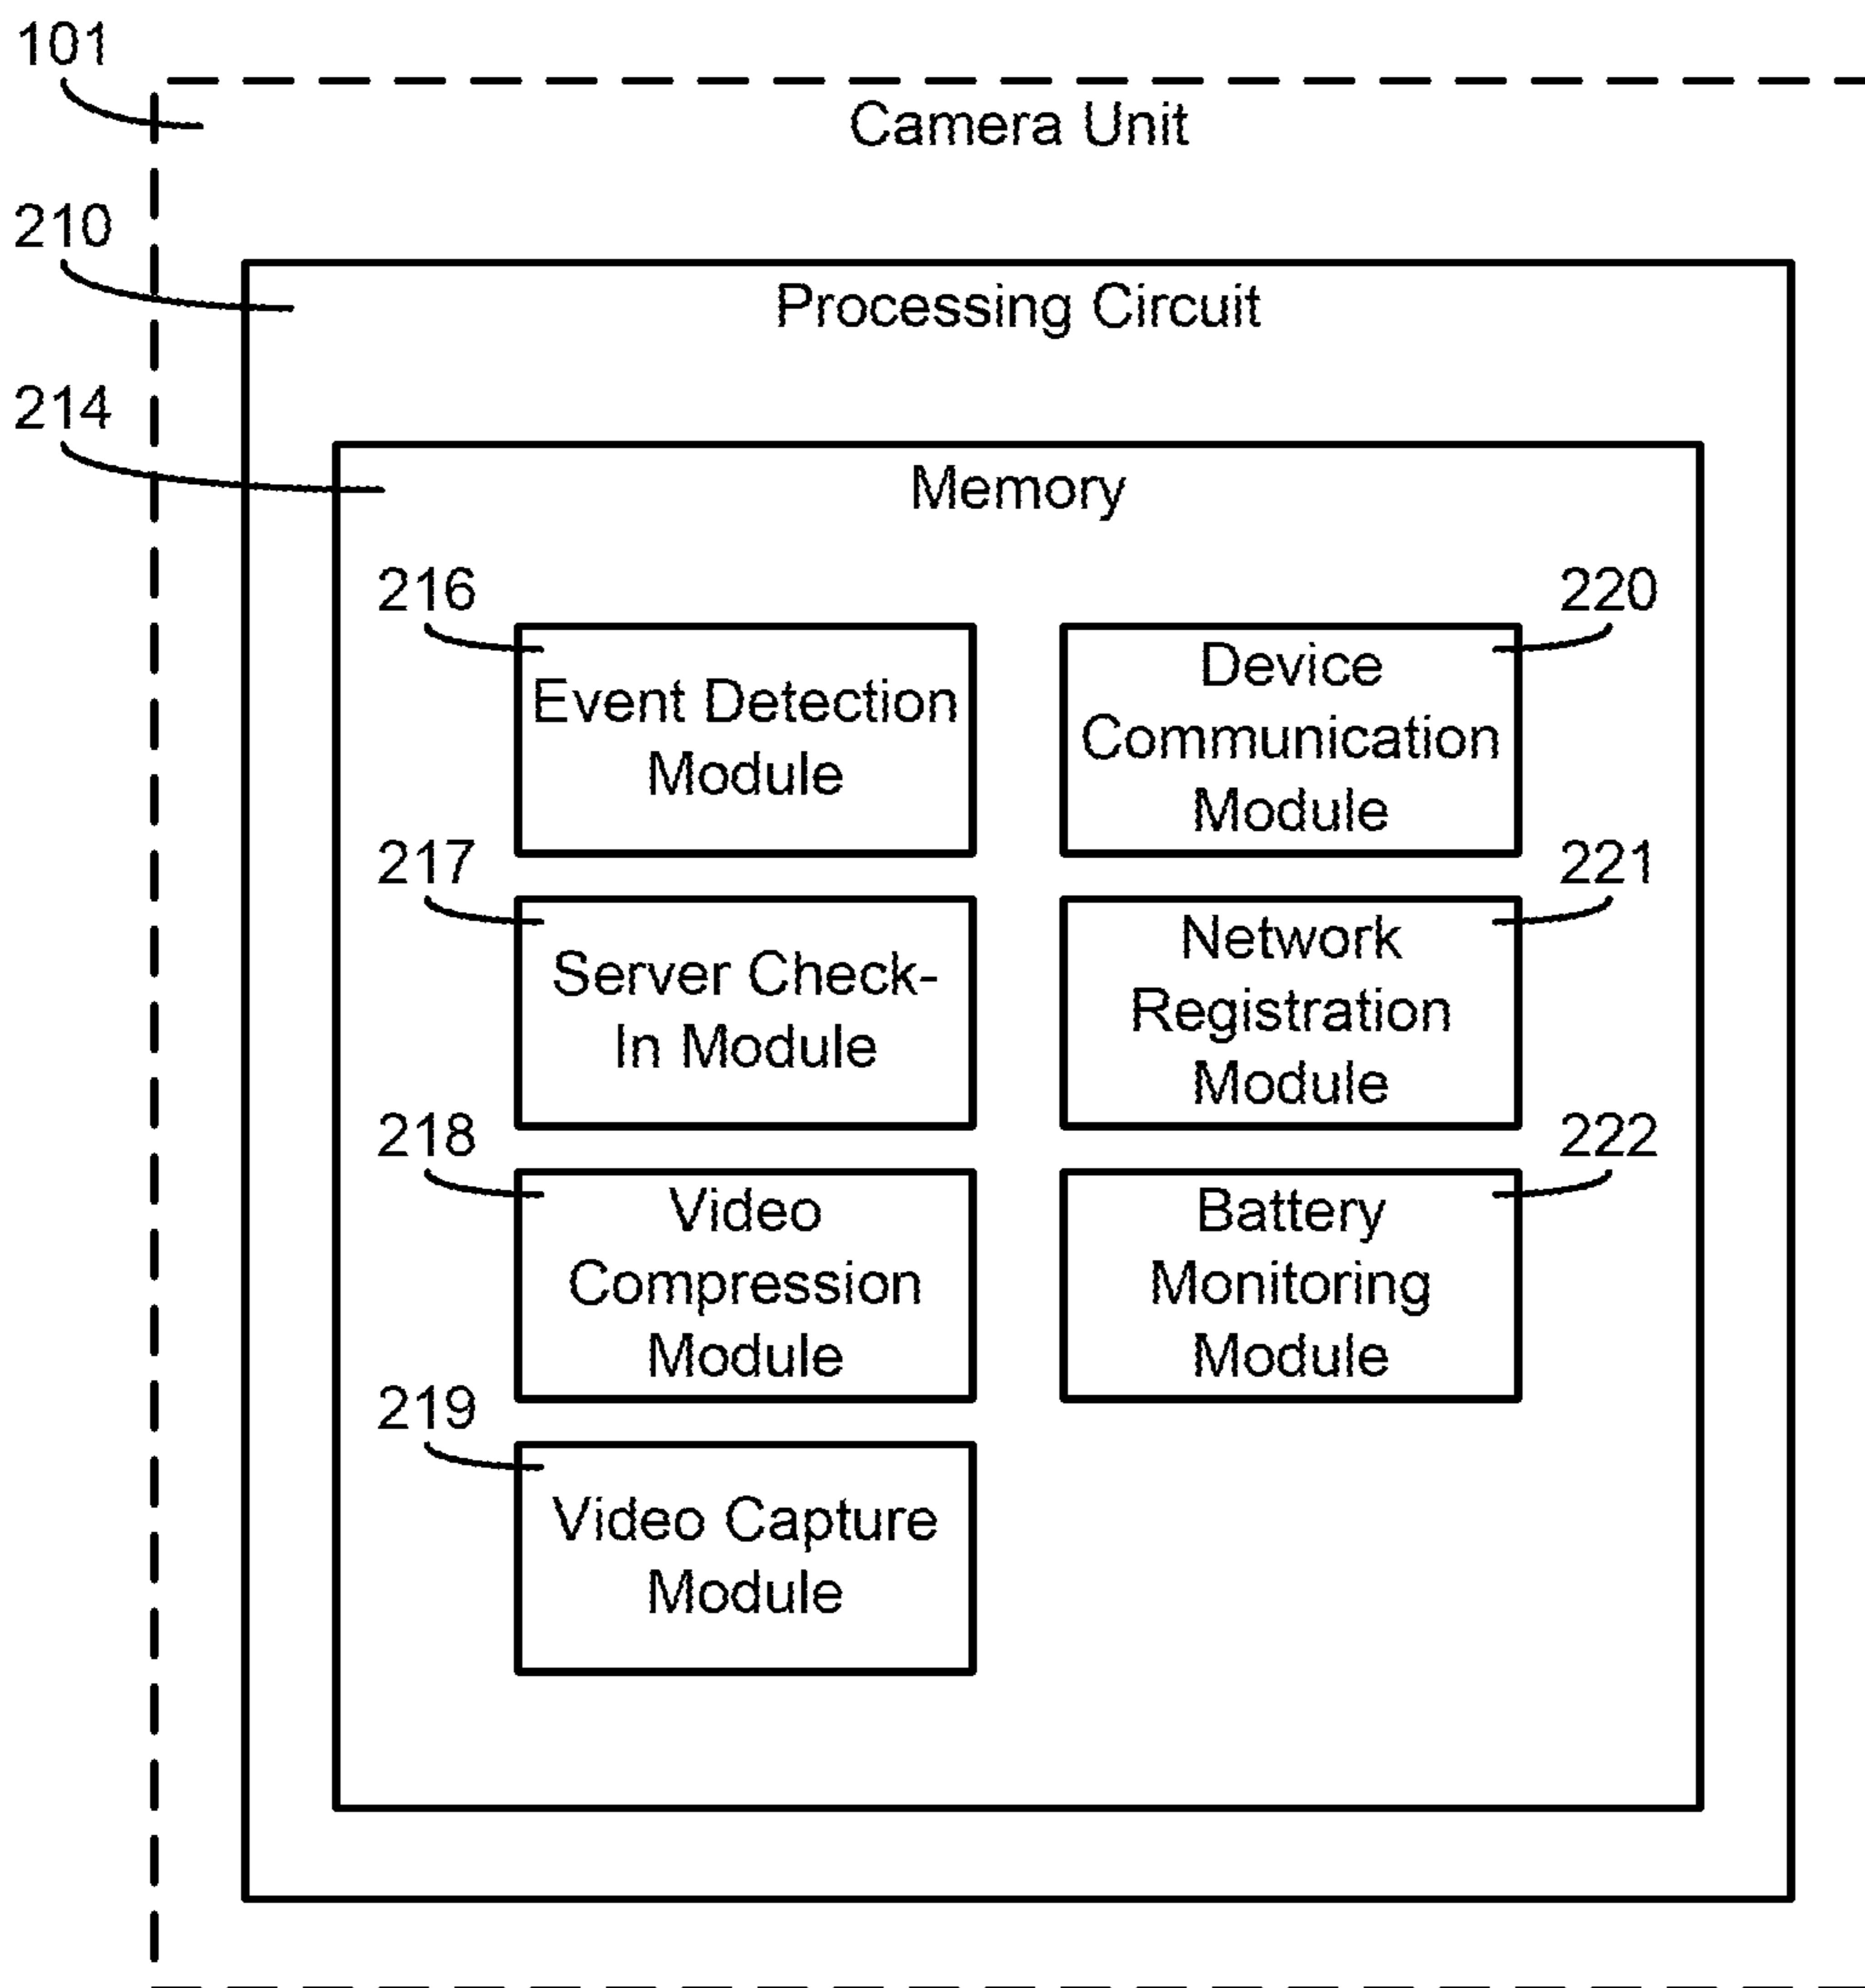 101
Camera Unit
210
Processing Circuit
214
Memory
216
Event Detection
Module
220
Device
Communication
Module
217
Server Check-
In Module
221
Network
Registration
Module
218
Video
Compression
Module
222
Battery
Monitoring
Module
219
Video Capture
Module